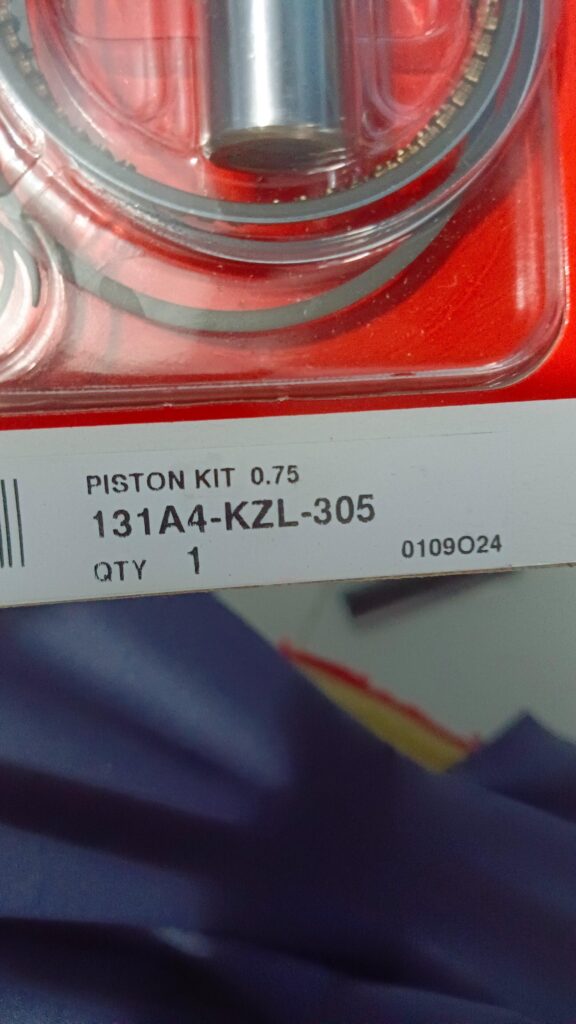 PISTON KIT 0.75
131A4-KZL-305
QTY 1
0109O24